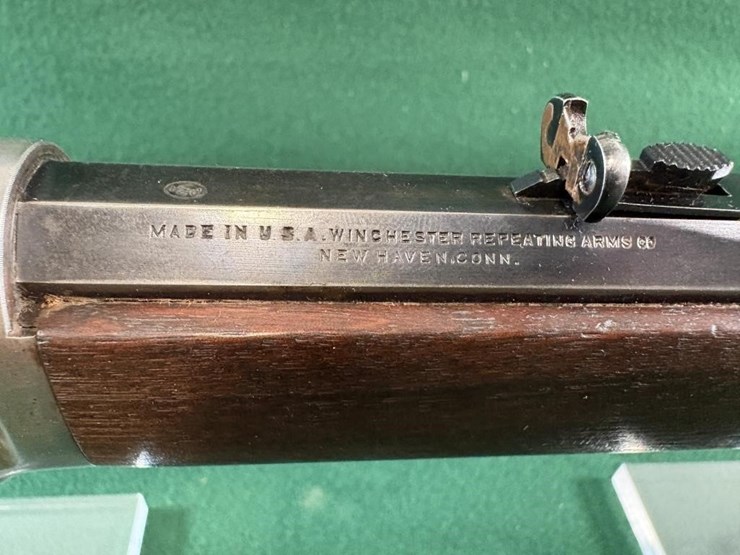 MADE IN U.S.A. WINCHESTER REPEATING ARMS CO
NEW HAVEN, CONN.